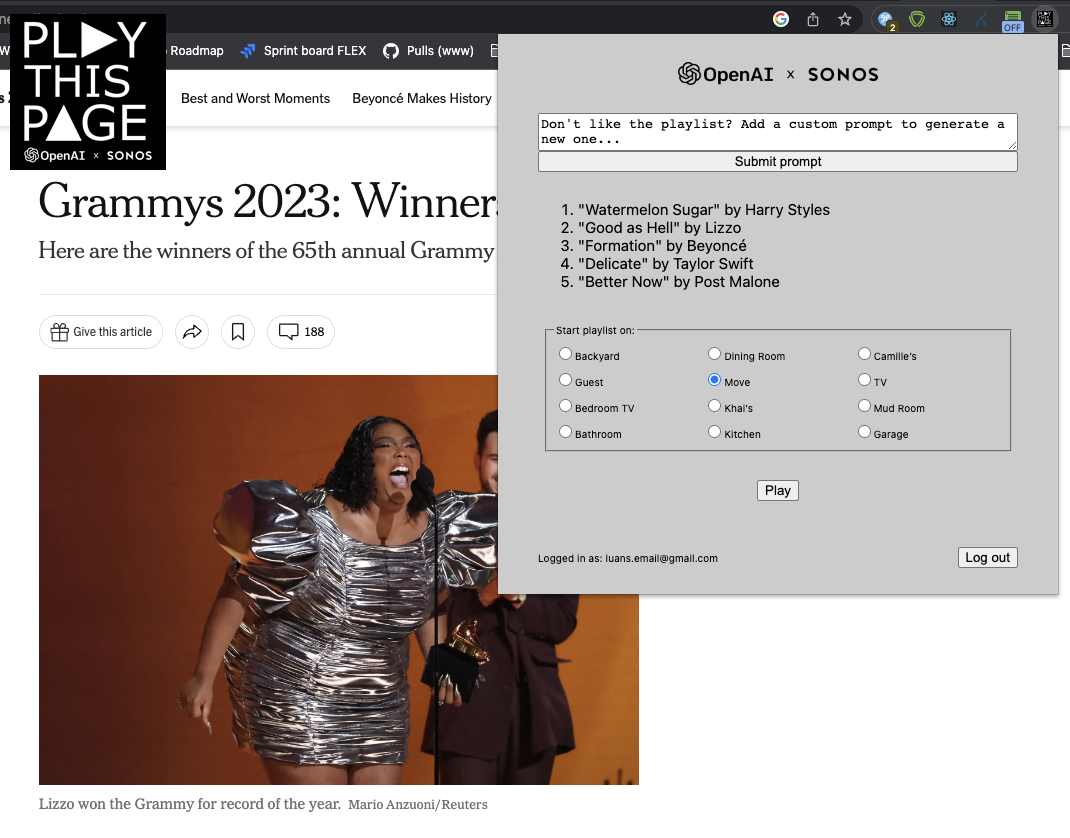 PLAY
THIS
PAGE
OpenAI x SONOS
2
OFF
Roadmap
Sprint board FLEX
Pulls (www)
Best and Worst Moments
Beyoncé Makes History
Grammys 2023: Winners
Here are the winners of the 65th annual Grammy
Give this article
188
Lizzo won the Grammy for record of the year. Mario Anzuoni/Reuters
OpenAI x SONOS
Don't like the playlist? Add a custom prompt to generate a
new one...
Submit prompt
1. "Watermelon Sugar" by Harry Styles
2. "Good as Hell" by Lizzo
3. "Formation" by Beyoncé
4. "Delicate" by Taylor Swift
5. "Better Now" by Post Malone
Start playlist on:
Backyard Dining Room Camille's
Guest Move TV
Bedroom TV Khai's Mud Room
Bathroom Kitchen Garage
Play
Logged in as: luans.email@gmail.com
Log out